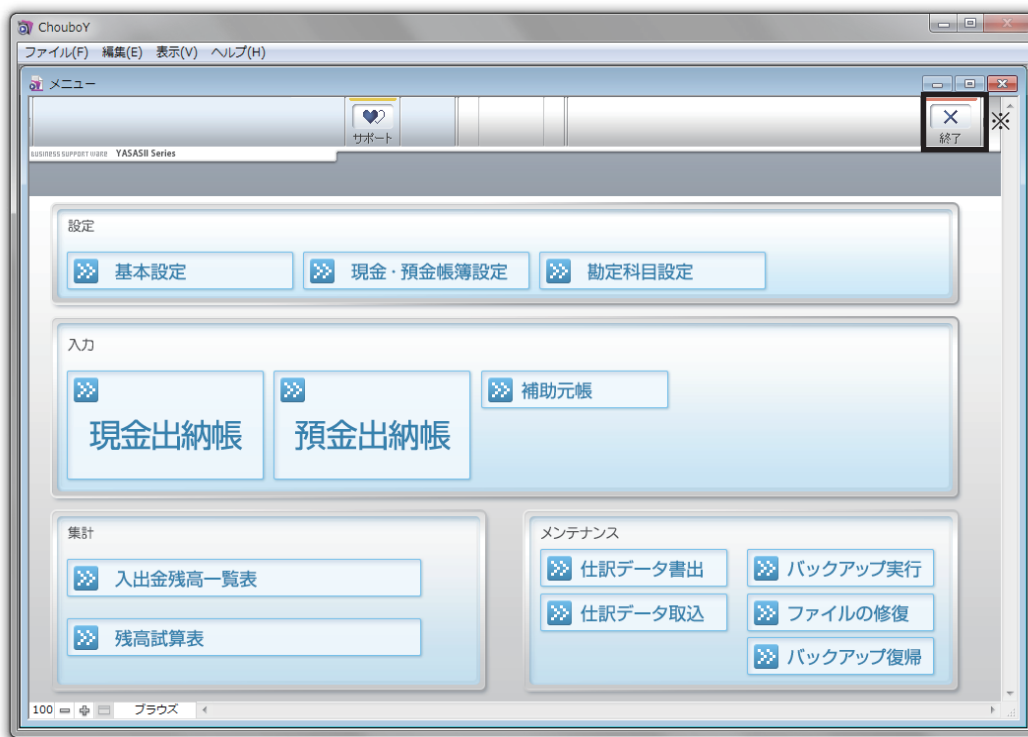 ChouboY
ファイル(F) 編集(E) 表示(V) ヘルプ(H)
メニュー
サポート
終了
※
BUSINESS SUPPORT WARE YASASII Series
設定
基本設定 現金・預金帳簿設定 勘定科目設定
入力
現金出納帳 預金出納帳 補助元帳
集計
入出金残高一覧表
残高試算表
メンテナンス
仕訳データ書出 バックアップ実行
仕訳データ取込 ファイルの修復
バックアップ復帰
100 ブラウズ